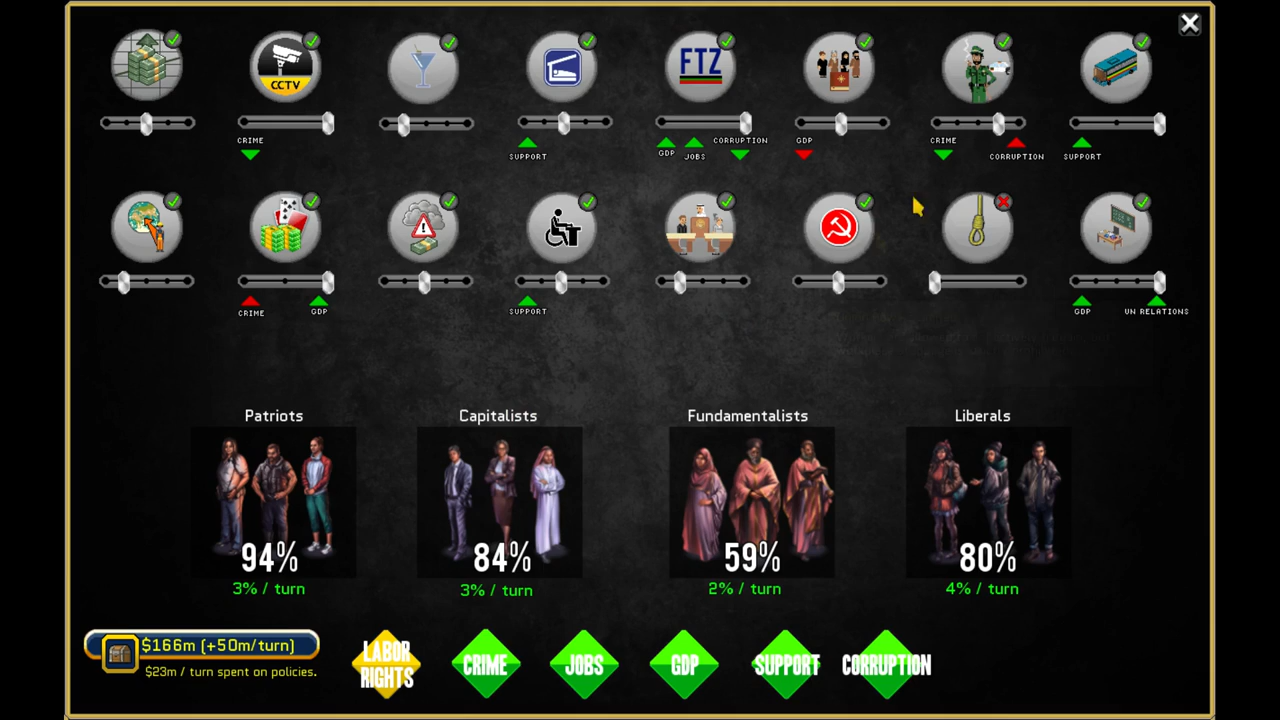 CCTV
FTZ
CRIME
SUPPORT
GDP
JOBS
CORRUPTION
GDP
CRIME
CORRUPTION
SUPPORT
CRIME
GDP
SUPPORT
GDP
UN RELATIONS
Patriots
Capitalists
Fundamentalists
Liberals
94%
84%
59%
80%
3% / turn
3% / turn
2% / turn
4% / turn
$166m (+50m/turn)
$23m / turn spent on policies.
LABOR
RIGHTS
CRIME
JOBS
GDP
SUPPORT
CORRUPTION